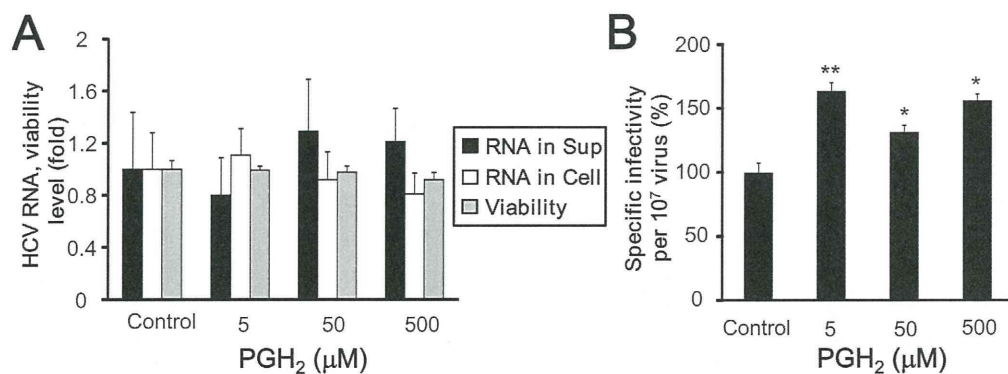 A
HCV RNA, viability
level (fold)
2
1.6
1.2
0.8
0.4
0
Control
5
50
500
PGH₂ (μM)
RNA in Sup
RNA in Cell
Viability
B
Specific infectivity
per 10⁷ virus (%)
200
150
100
50
0
**
*
*
Control
5
50
500
PGH₂ (μM)